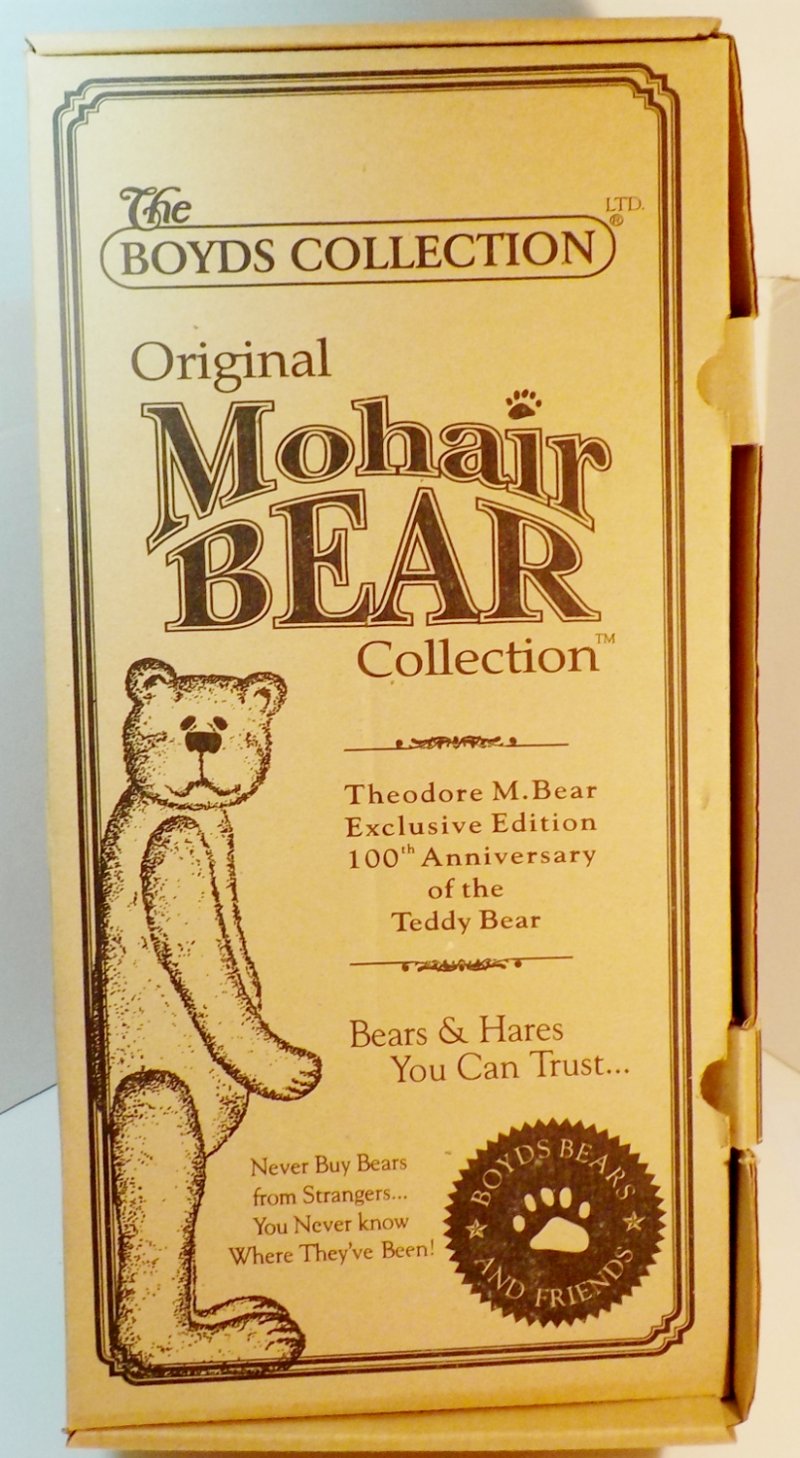 The
LTD.
®
BOYDS COLLECTION
Original
Mohair
BEAR
Collection™
Theodore M.Bear
Exclusive Edition
100th Anniversary
of the
Teddy Bear
Bears & Hares
You Can Trust...
Never Buy Bears
from Strangers...
You Never know
Where They've Been!
BOYDS BEARS
AND FRIENDS